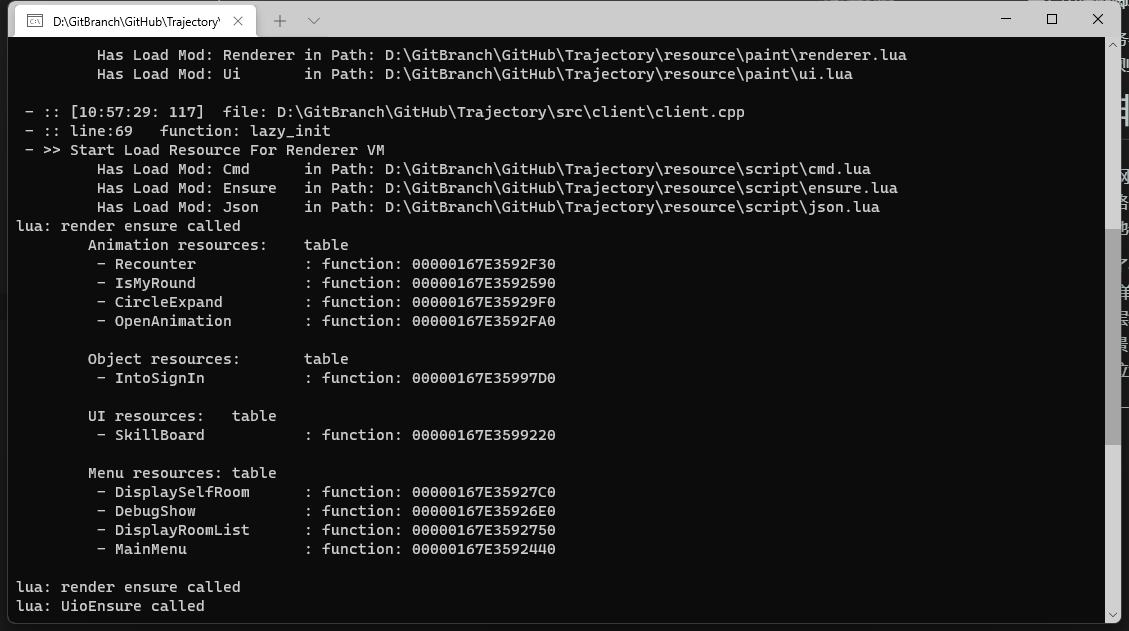 D:\GitBranch\GitHub\Trajectory\
Has Load Mod: Renderer in Path: D:\GitBranch\GitHub\Trajectory\resource\paint\renderer.lua
Has Load Mod: Ui in Path: D:\GitBranch\GitHub\Trajectory\resource\paint\ui.lua
- :: [10:57:29: 117] file: D:\GitBranch\GitHub\Trajectory\src\client\client.cpp
- :: line:69 function: lazy_init
- >> Start Load Resource For Renderer VM
Has Load Mod: Cmd in Path: D:\GitBranch\GitHub\Trajectory\resource\script\cmd.lua
Has Load Mod: Ensure in Path: D:\GitBranch\GitHub\Trajectory\resource\script\ensure.lua
Has Load Mod: Json in Path: D:\GitBranch\GitHub\Trajectory\resource\script\json.lua
lua: render ensure called
Animation resources: table
- Recounter : function: 00000167E3592F30
- IsMyRound : function: 00000167E3592590
- CircleExpand : function: 00000167E35929F0
- OpenAnimation : function: 00000167E3592FA0
Object resources: table
- IntoSignIn : function: 00000167E35997D0
UI resources: table
- SkillBoard : function: 00000167E3599220
Menu resources: table
- DisplaySelfRoom : function: 00000167E35927C0
- DebugShow : function: 00000167E35926E0
- DisplayRoomList : function: 00000167E3592750
- MainMenu : function: 00000167E3592440
lua: render ensure called
lua: UioEnsure called